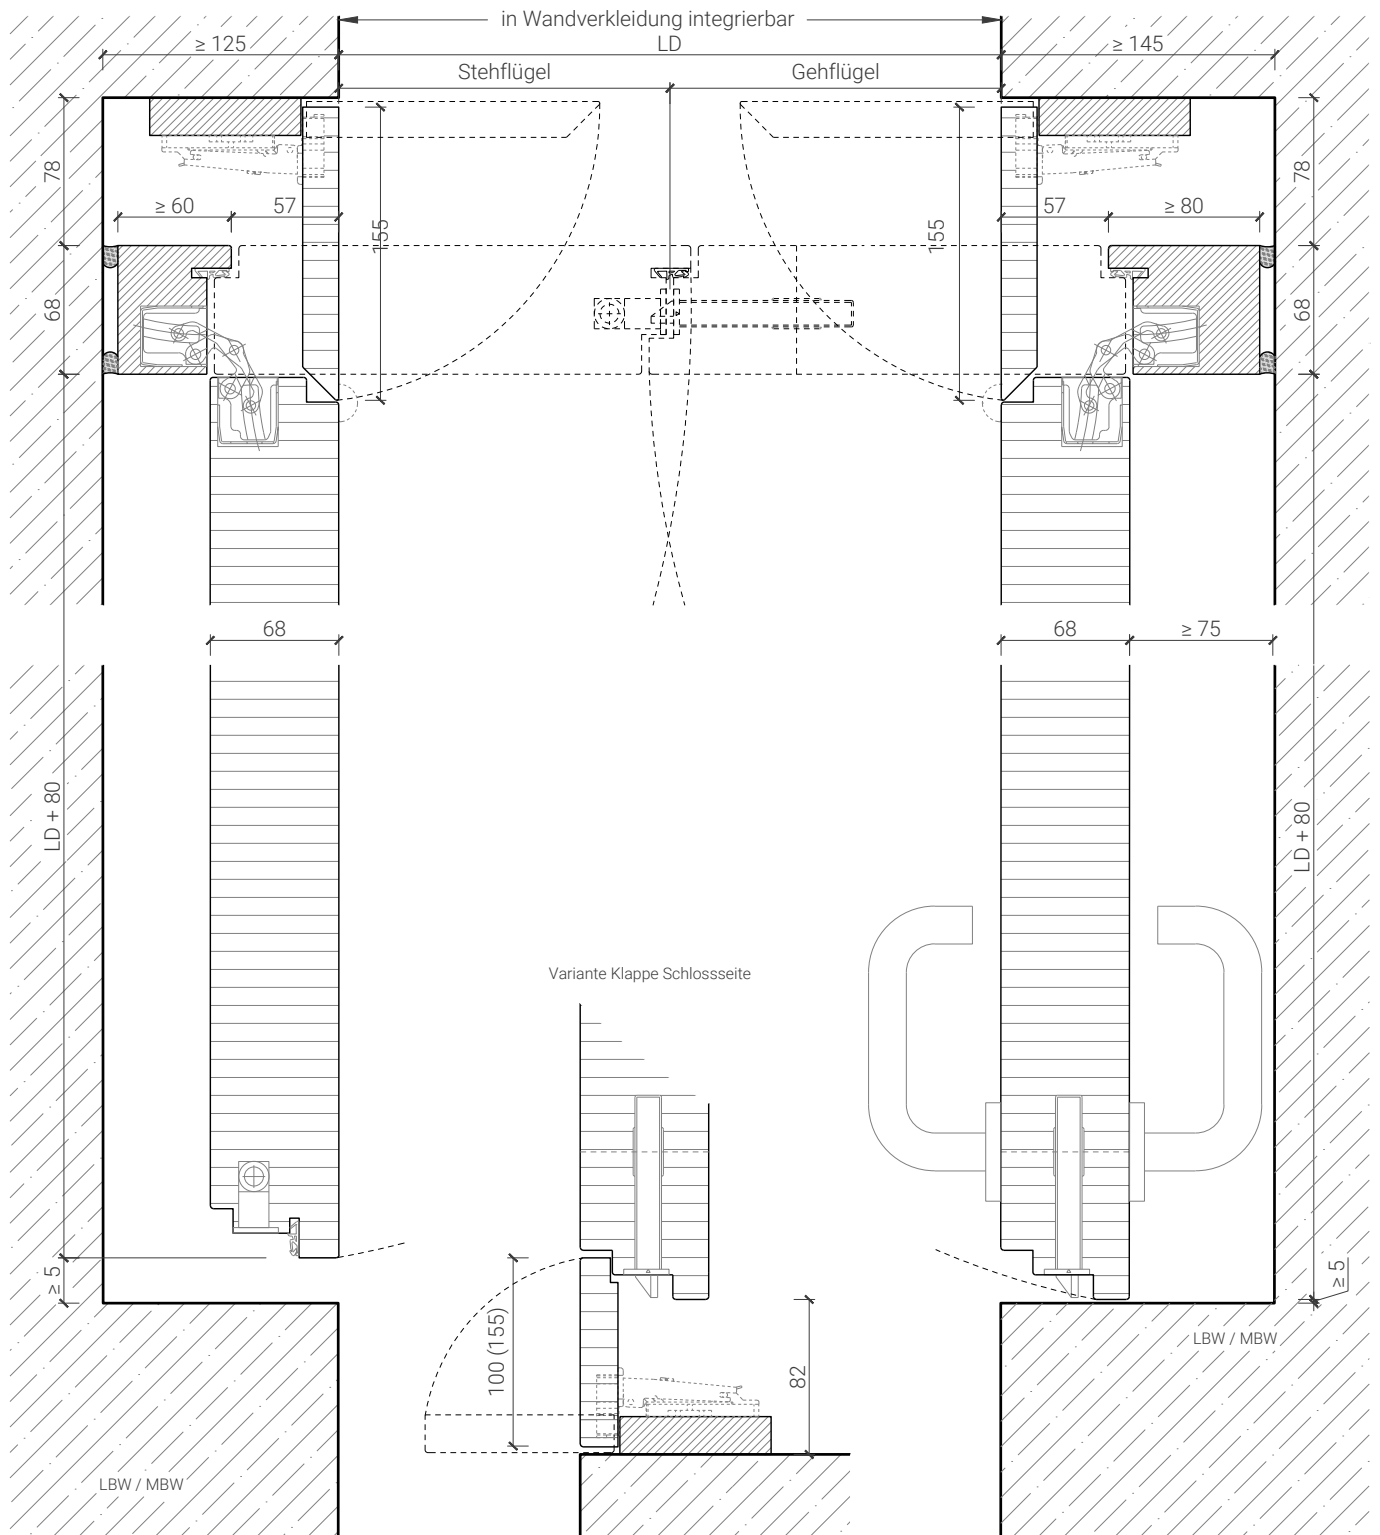 in Wandverkleidung integrierbar
≥ 125
LD
≥ 145
Stehflügel
Gehflügel
78
78
≥ 60
57
155
155
57
≥ 80
68
68
68
68
≥ 75
LD + 80
LD + 80
Variante Klappe Schlossseite
≥ 5
≥ 5
100 (155)
82
LBW / MBW
LBW / MBW